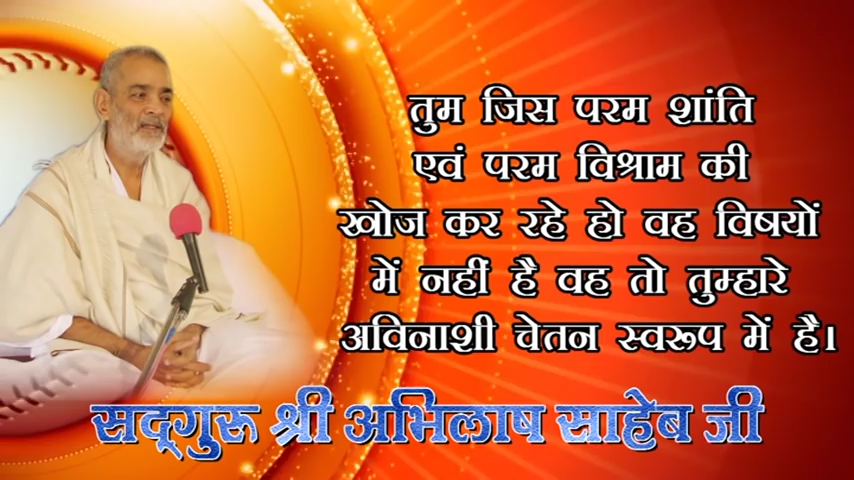 तुम जिस परम शांति
एवं परम विश्राम की
खोज कर रहे हो वह विषयों
में नहीं है वह तो तुम्हारे
अविनाशी चेतन स्वरूप में है।
सद्गुरु श्री अभिलाष साहेब जी